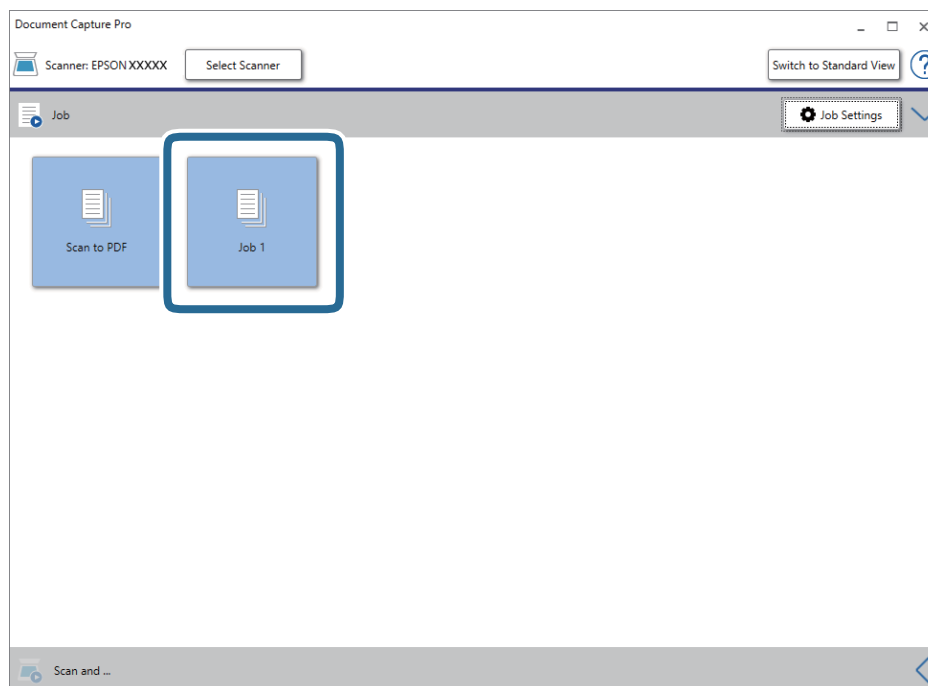 Document Capture Pro
Scanner: EPSON XXXXX
Select Scanner
Switch to Standard View
?
Job
Job Settings
Scan to PDF
Job 1
Scan and ...